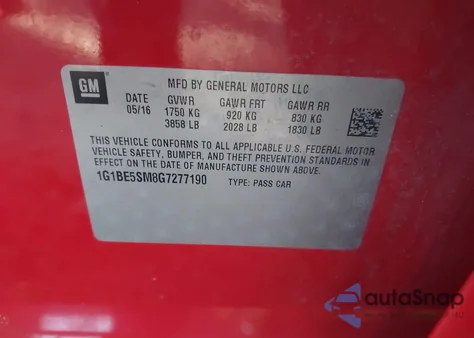 GM
MFD BY GENERAL MOTORS LLC
DATE GVWR GAWR FRT GAWR RR
05/16 1750 KG 920 KG 830 KG
3858 LB 2028 LB 1830 LB
THIS VEHICLE CONFORMS TO ALL APPLICABLE U.S. FEDERAL MOTOR
VEHICLE SAFETY, BUMPER, AND THEFT PREVENTION STANDARDS
IN EFFECT ON THE DATE OF MANUFACTURE SHOWN ABOVE.
1G1BE5SM8G7277190 TYPE: PASS CAR
autoSnap